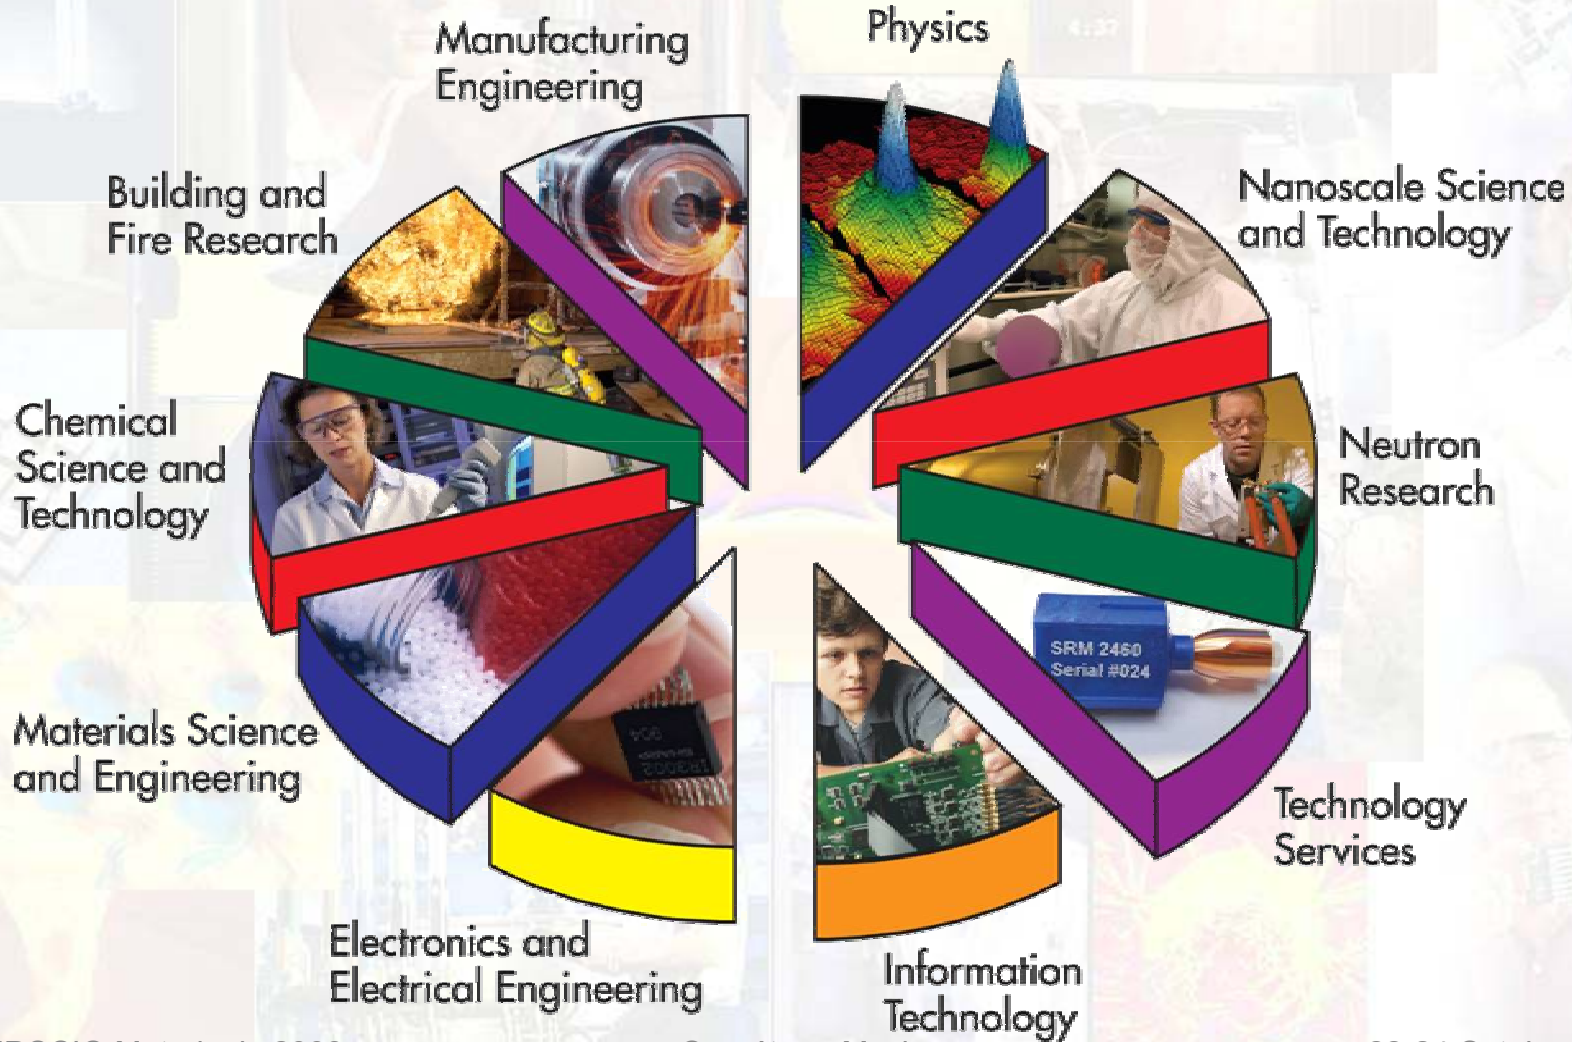 Physics
Manufacturing
Engineering
Nanoscale Science
and Technology
Building and
Fire Research
Chemical
Science and
Technology
Neutron
Research
SRM 2460
Serial #024
Materials Science
and Engineering
904
Technology
Services
Electronics and
Electrical Engineering
Information
Technology